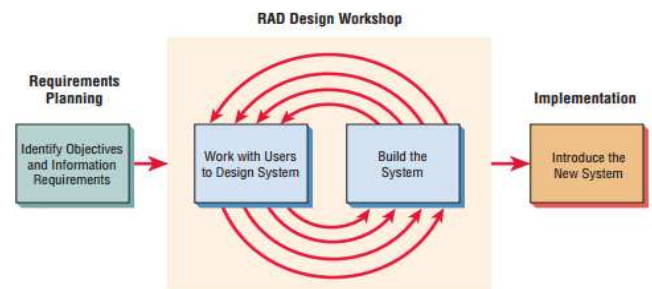 RAD Design Workshop
Requirements
Planning
Identify Objectives
and Information
Requirements
Work with Users
to Design System
Build the
System
Implementation
Introduce the
New System